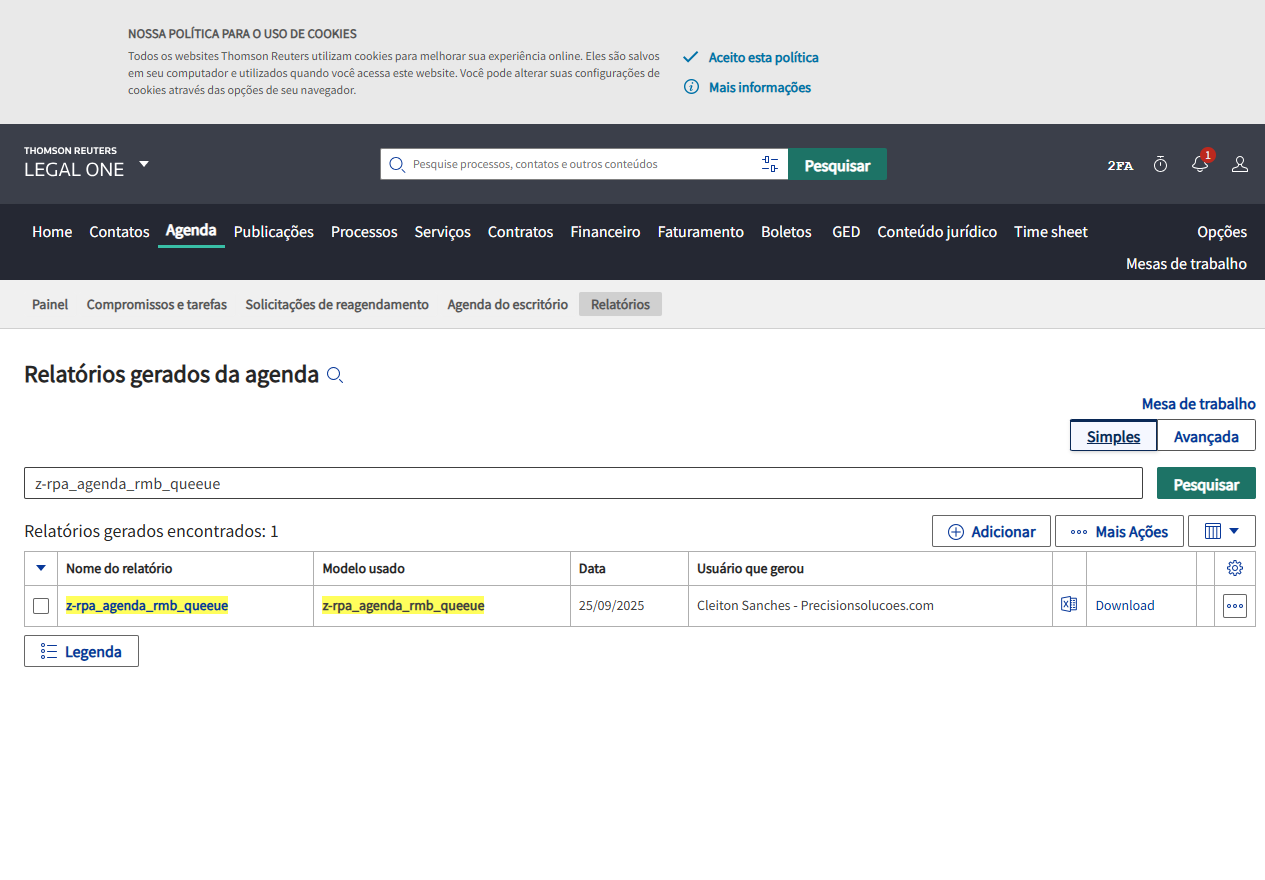 NOSSA POLÍTICA PARA O USO DE COOKIES
Todos os websites Thomson Reuters utilizam cookies para melhorar sua experiência online. Eles são salvos
em seu computador e utilizados quando você acessa este website. Você pode alterar suas configurações de
cookies através das opções de seu navegador.
Aceito esta política
Mais informações
THOMSON REUTERS
LEGAL ONE
Pesquise processos, contatos e outros conteúdos
Pesquisar
2FA
1
Home Contatos Agenda Publicações Processos Serviços Contratos Financeiro Faturamento Boletos GED Conteúdo jurídico Time sheet Opções
Mesas de trabalho
Painel Compromissos e tarefas Solicitações de reagendamento Agenda do escritório Relatórios
Relatórios gerados da agenda
Mesa de trabalho
Simples Avançada
z-rpa_agenda_rmb_queeue Pesquisar
Relatórios gerados encontrados: 1 Adicionar Mais Ações
Nome do relatório Modelo usado Data Usuário que gerou
z-rpa_agenda_rmb_queeue z-rpa_agenda_rmb_queeue 25/09/2025 Cleiton Sanches - Precisionsolucoes.com Download
Legenda